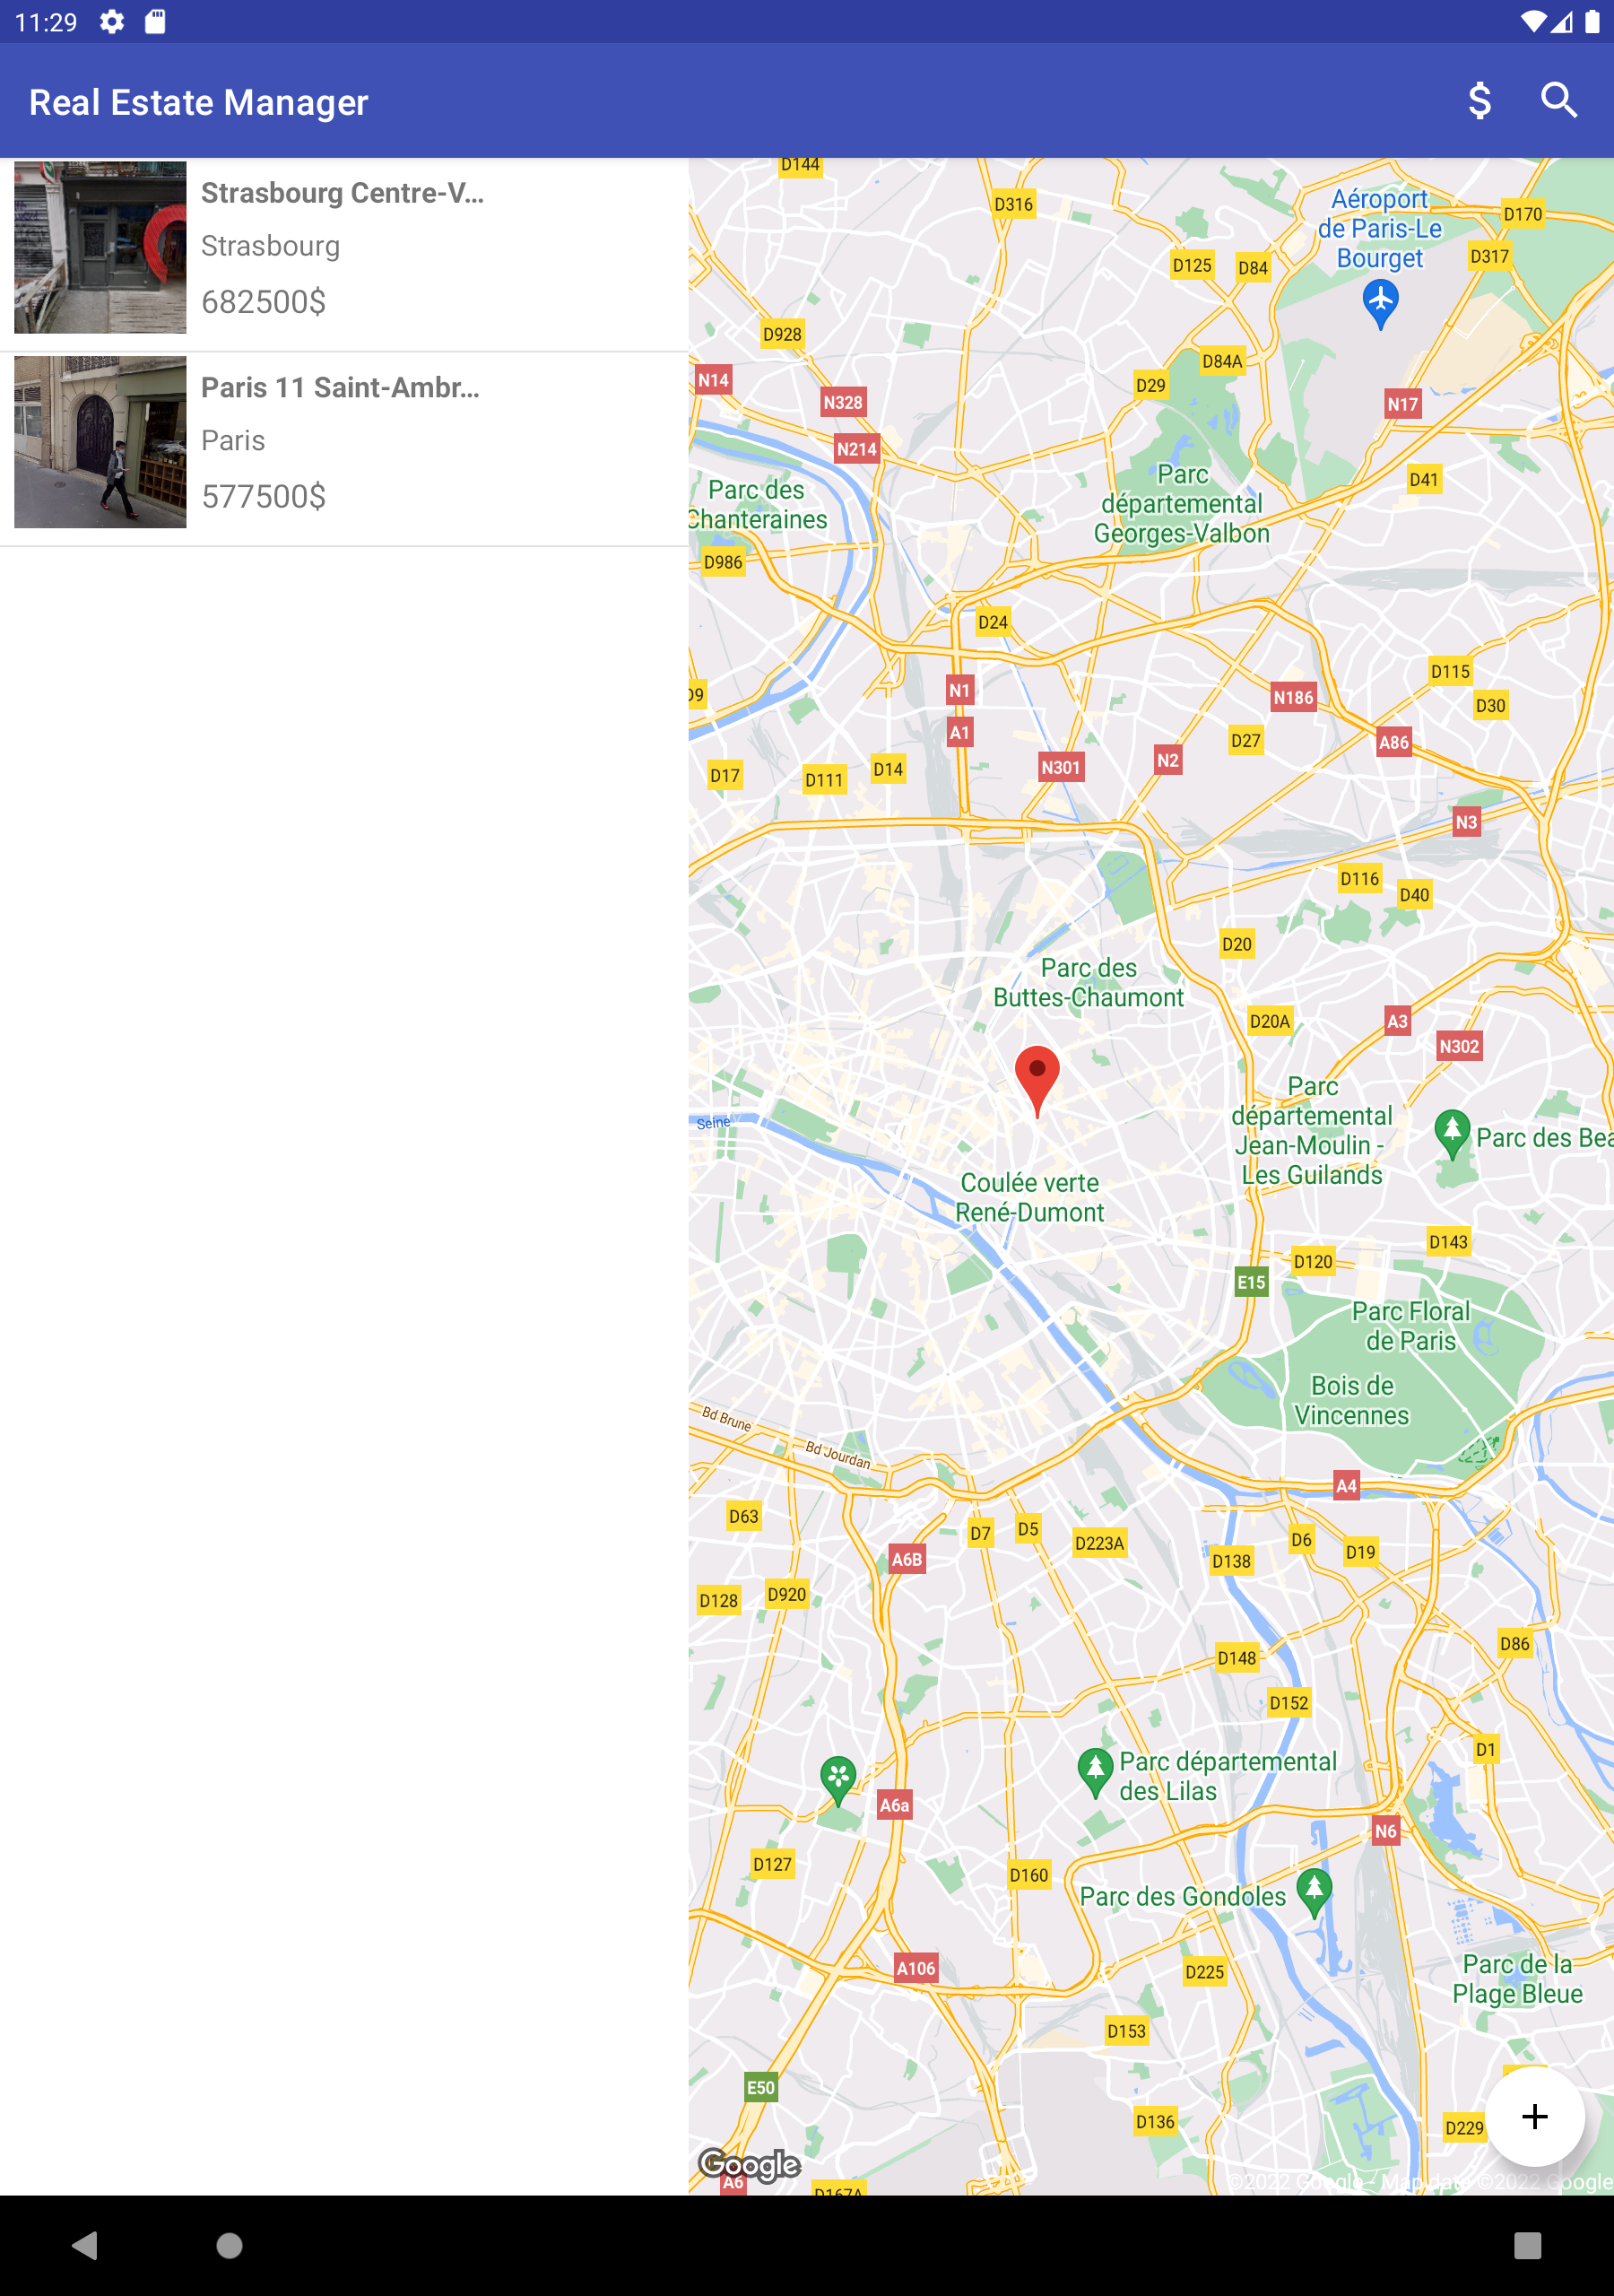 11:29
Real Estate Manager
$
Strasbourg Centre-V...
Strasbourg
682500$
Paris 11 Saint-Ambr...
Paris
577500$
D144
D316
Aéroport
de Paris-Le
Bourget
D170
D317
D125
D84
D928
D84A
N14
D29
N328
N17
N214
Parc
départemental
Georges-Valbon
D41
Parc des
Chanteraines
D986
D24
D115
N1
N186
D30
A1
D27
A86
N301
N2
D17
D111
D14
N3
D116
D40
D20
Parc des
Buttes-Chaumont
D20A
A3
N302
Parc
départemental
Jean-Moulin -
Les Guilands
Seine
Parc des Bea
Coulée verte
René-Dumont
D143
D120
E15
Parc Floral
de Paris
Bois de
Vincennes
Bd Brune
Bd Jourdan
A4
D63
D7
D5
D223A
D6
D19
A6B
D138
D128
D920
D86
D148
D152
D1
Parc départemental
des Lilas
A6a
N6
D127
D160
Parc des Gondoles
A106
D225
Parc de la
Plage Bleue
D153
E50
D136
D229
Google
A6
D167A
©2022 Google - Map data ©2022 Google